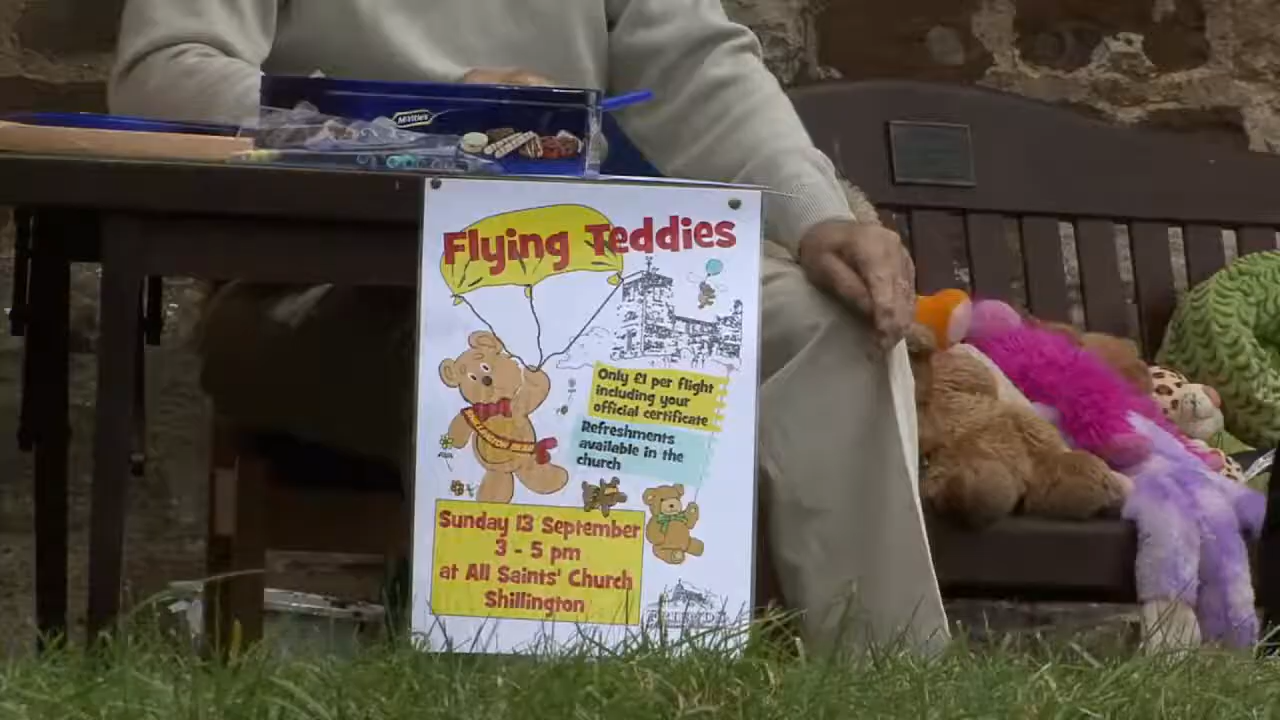 McVitie's
Flying Teddies
Only £1 per flight
including your
official certificate
Refreshments
available in the
church
Sunday 13 September
3 - 5 pm
at All Saints' Church
Shillington